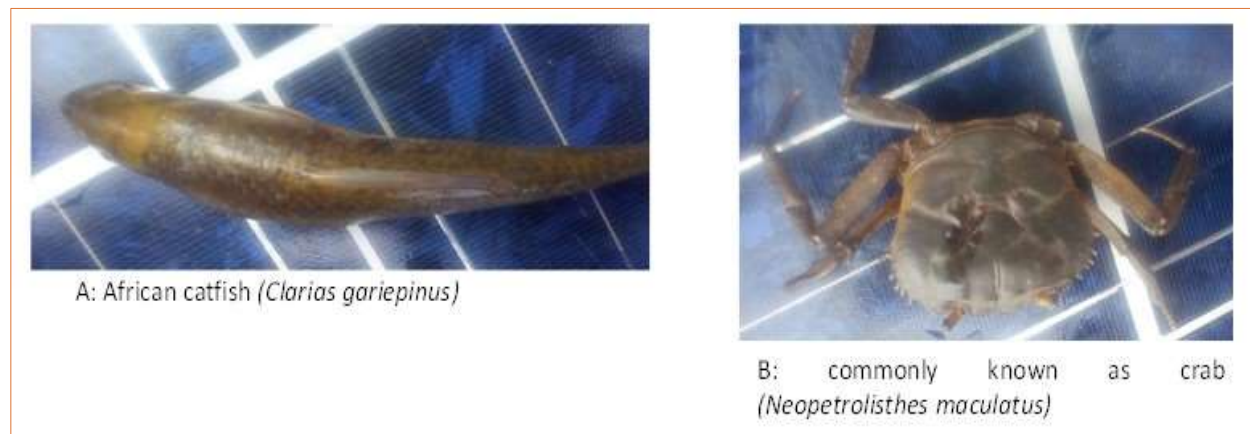 A: African catfish (Clarias gariepinus)
B: commonly known as crab
(Neopetrolisthes maculatus)